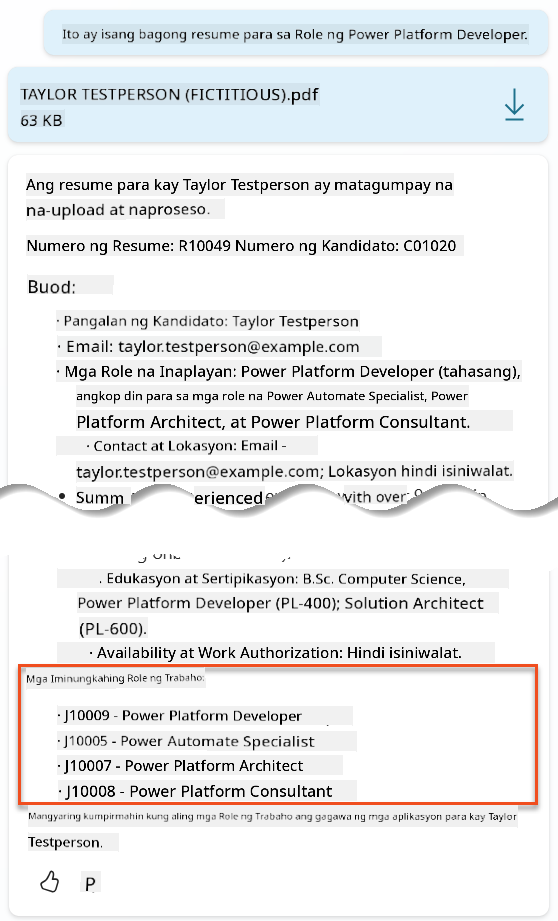 Ito ay isang bagong resume para sa Role ng Power Platform Developer.
TAYLOR TESTPERSON (FICTITIOUS).pdf
63 KB
Ang resume para kay Taylor Testperson ay matagumpay na
na-upload at naproseso.
Numero ng Resume: R10049 Numero ng Kandidato: C01020
Buod:
· Pangalan ng Kandidato: Taylor Testperson
· Email: taylor.testperson@example.com
· Mga Role na Inaplayan: Power Platform Developer (tahasang),
angkop din para sa mga role na Power Automate Specialist, Power
Platform Architect, at Power Platform Consultant.
· Contact at Lokasyon: Email -
taylor.testperson@example.com; Lokasyon hindi isiniwalat.
• Summ erienced with over
. Edukasyon at Sertipikasyon: B.Sc. Computer Science,
Power Platform Developer (PL-400); Solution Architect
(PL-600).
· Availability at Work Authorization: Hindi isiniwalat.
Mga Iminungkahing Role ng Trabaho:
· J10009 - Power Platform Developer
· J10005 - Power Automate Specialist
· J10007 - Power Platform Architect
· J10008 - Power Platform Consultant
Mangyaring kumpirmahin kung aling mga Role ng Trabaho ang gagawa ng mga aplikasyon para kay Taylor
Testperson.
P